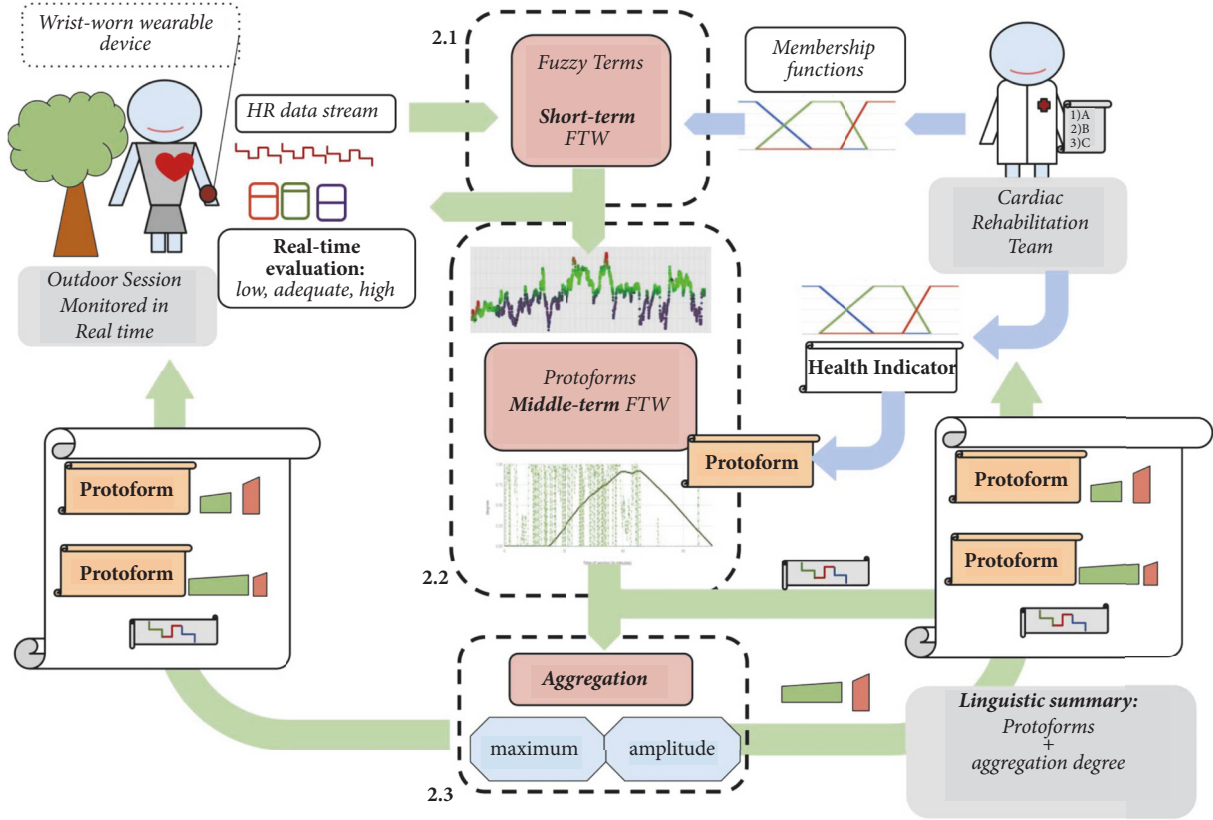 Wrist-worn wearable
device
2.1
Fuzzy Terms
Short-term
FTW
Membership
functions
HR data stream
1)A
2)B
3)C
Cardiac
Rehabilitation
Team
Real-time
evaluation:
low, adequate, high
Outdoor Session
Monitored in
Real time
Health Indicator
Protoforms
Middle-term FTW
Protoform
Protoform
Protoform
Protoform
Protoform
2.2
Aggregation
maximum
amplitude
2.3
Linguistic summary:
Protoforms
+
aggregation degree